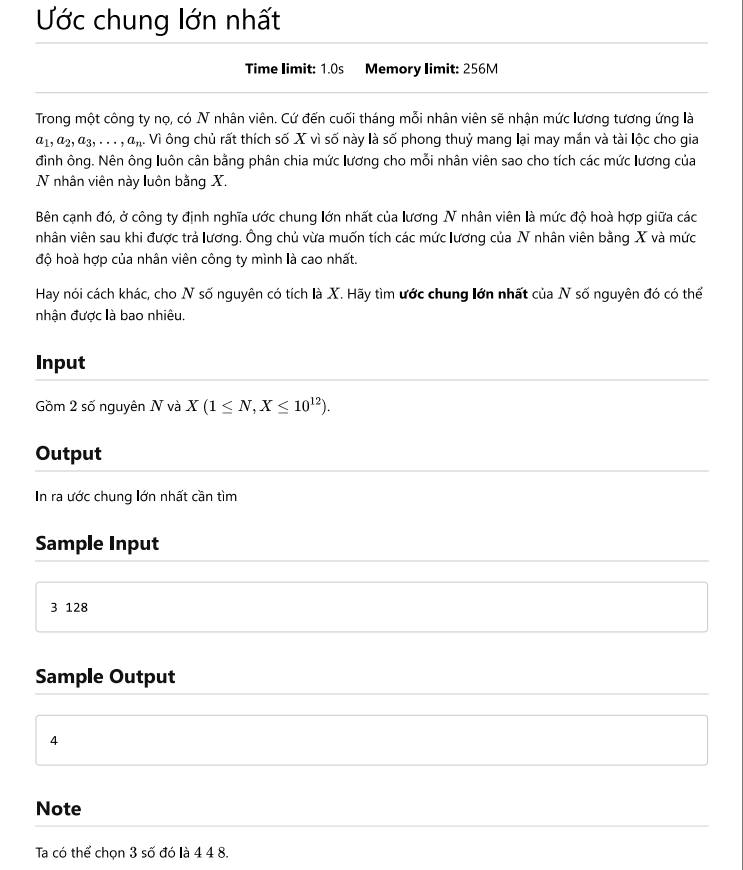 Ước chung lớn nhất
Time limit: 1.0s Memory limit: 256M
Trong một công ty nọ, có N nhân viên. Cứ đến cuối tháng mỗi nhân viên sẽ nhận mức lương tương ứng là
a₁, a₂, a₃, . . . , aₙ. Vì ông chủ rất thích số X vì số này là số phong thuỷ mang lại may mắn và tài lộc cho gia
đình ông. Nên ông luôn cân bằng phân chia mức lương cho mỗi nhân viên sao cho tích các mức lương của
N nhân viên này luôn bằng X.
Bên cạnh đó, ở công ty định nghĩa ước chung lớn nhất của lương N nhân viên là mức độ hoà hợp giữa các
nhân viên sau khi được trả lương. Ông chủ vừa muốn tích các mức lương của N nhân viên bằng X và mức
độ hoà hợp của nhân viên công ty mình là cao nhất.
Hay nói cách khác, cho N số nguyên có tích là X. Hãy tìm ước chung lớn nhất của N số nguyên đó có thể
nhận được là bao nhiêu.
Input
Gồm 2 số nguyên N và X (1 ≤ N, X ≤ 10¹²).
Output
In ra ước chung lớn nhất cần tìm
Sample Input
3 128
Sample Output
4
Note
Ta có thể chọn 3 số đó là 4 4 8.